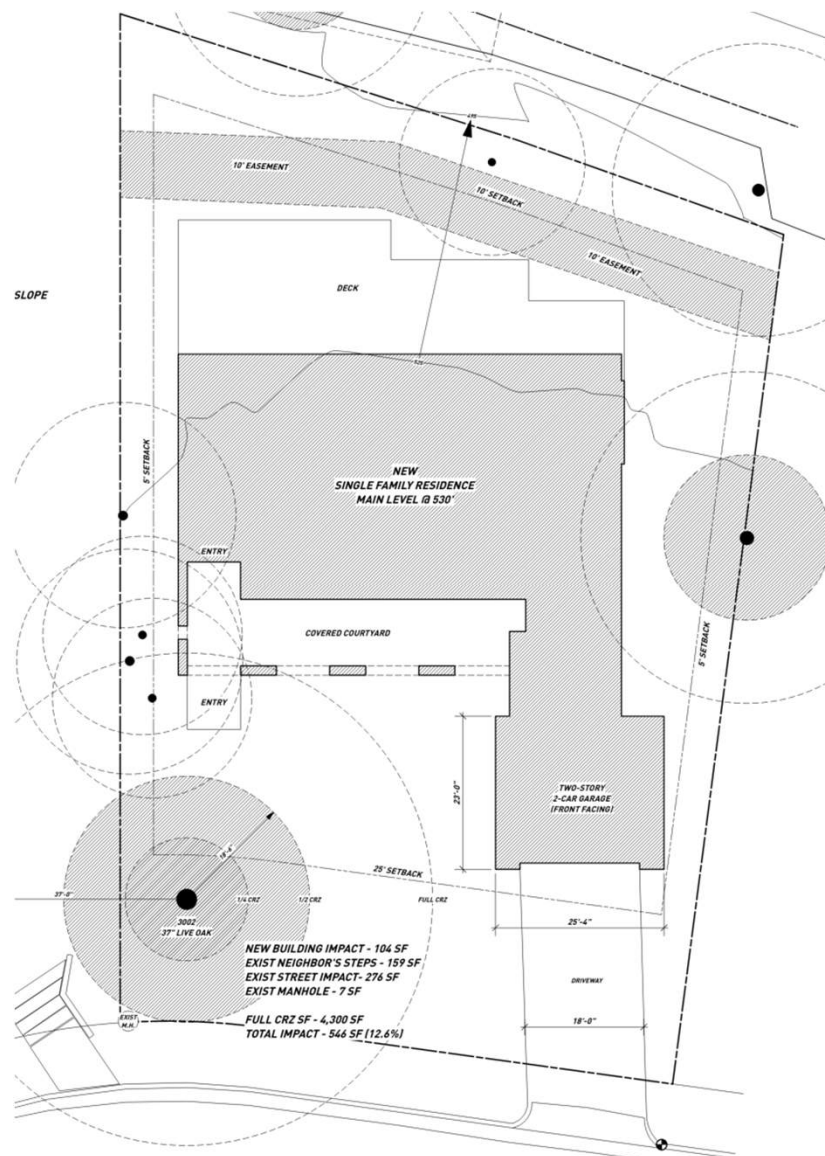 498
10' EASEMENT
10' SETBACK
10' EASEMENT
SLOPE
DECK
525
5' SETBACK
NEW
SINGLE FAMILY RESIDENCE
MAIN LEVEL @ 530'
ENTRY
COVERED COURTYARD
5' SETBACK
ENTRY
23'-0"
TWO-STORY
2-CAR GARAGE
(FRONT FACING)
18'-6"
25' SETBACK
37'-0"
1/4 CRZ
1/2 CRZ
FULL CRZ
3002
37" LIVE OAK
25'-4"
NEW BUILDING IMPACT - 104 SF
EXIST NEIGHBOR'S STEPS - 159 SF
EXIST STREET IMPACT- 276 SF
EXIST MANHOLE - 7 SF
DRIVEWAY
EXIST
M.H.
FULL CRZ SF - 4,300 SF
TOTAL IMPACT - 546 SF (12.6%)
18'-0"